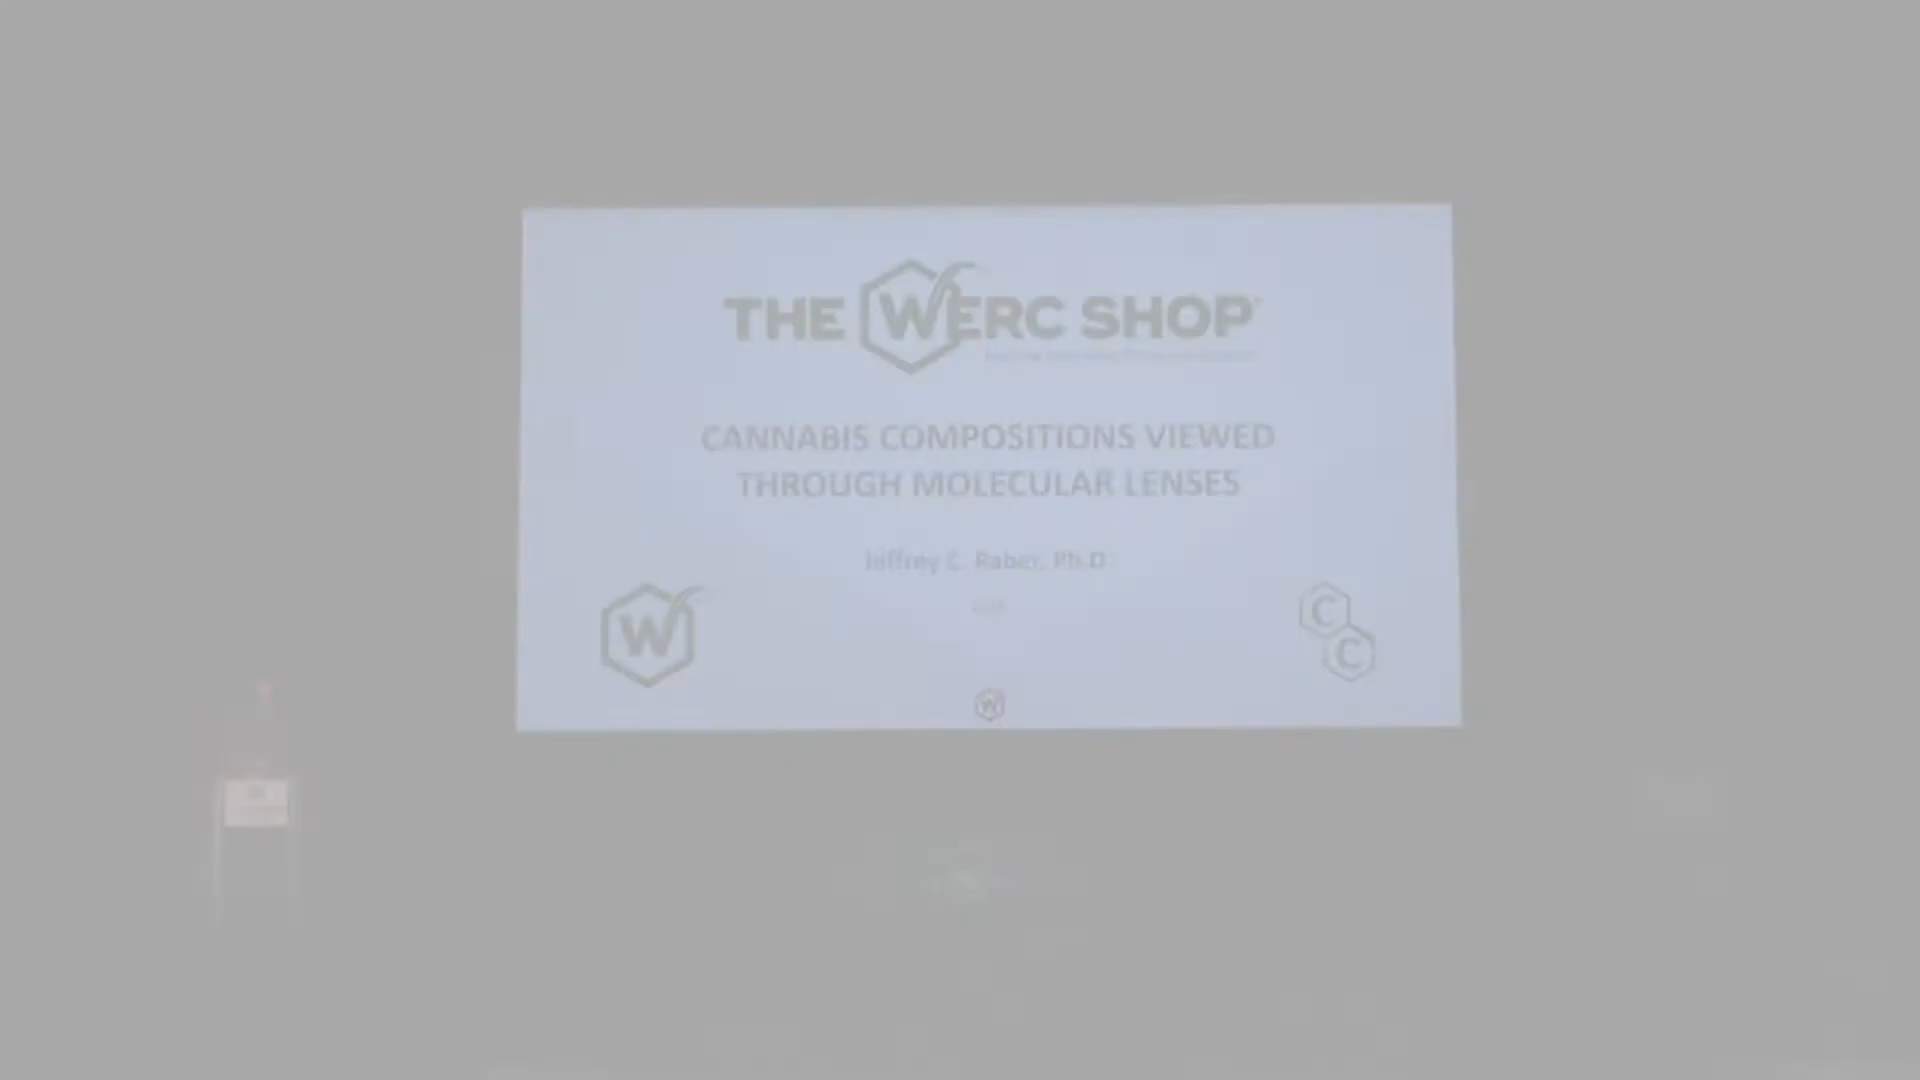 THE WERC SHOP
CANNABIS COMPOSITIONS VIEWED
THROUGH MOLECULAR LENSES
Jeffrey C. Raber, Ph.D
W
C
C
W